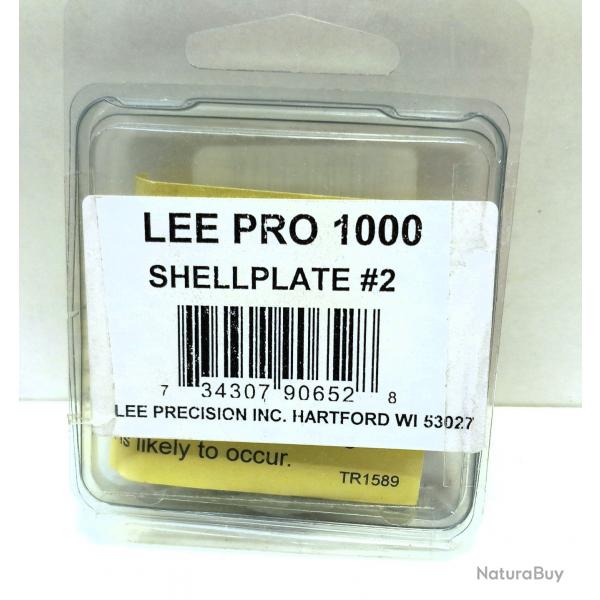 LEE PRO 1000
SHELLPLATE #2
7 34307 90652 8
LEE PRECISION INC. HARTFORD WI 53027
is likely to occur.
TR1589
NaturaBuy